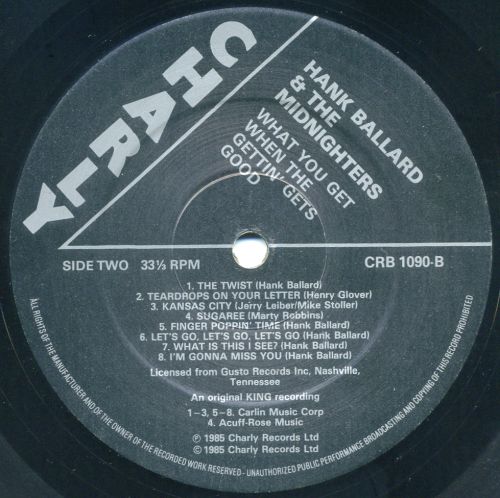 CHARLY
HANK BALLARD
& THE
MIDNIGHTERS
WHAT YOU GET
WHEN THE
GETTIN' GETS
GOOD
SIDE TWO 33⅓ RPM
CRB 1090-B
1. THE TWIST (Hank Ballard)
2. TEARDROPS ON YOUR LETTER (Henry Glover)
3. KANSAS CITY (Jerry Leiber/Mike Stoller)
4. SUGAREE (Marty Robbins)
5. FINGER POPPIN' TIME (Hank Ballard)
6. LET'S GO, LET'S GO, LET'S GO (Hank Ballard)
7. WHAT IS THIS I SEE? (Hank Ballard)
8. I'M GONNA MISS YOU (Hank Ballard)
Licensed from Gusto Records Inc, Nashville,
Tennessee
An original KING recording
1–3, 5–8. Carlin Music Corp
4. Acuff-Rose Music
℗ 1985 Charly Records Ltd
© 1985 Charly Records Ltd
ALL RIGHTS OF THE MANUFACTURER AND OF THE OWNER OF THE RECORDED WORK RESERVED – UNAUTHORIZED PUBLIC PERFORMANCE BROADCASTING AND COPYING OF THIS RECORD PROHIBITED